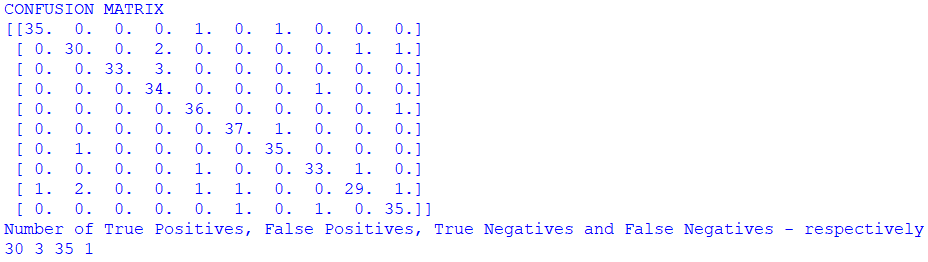 CONFUSION MATRIX
[[35. 0. 0. 0. 1. 0. 1. 0. 0. 0.]
[ 0. 30. 0. 2. 0. 0. 0. 0. 1. 1.]
[ 0. 0. 33. 3. 0. 0. 0. 0. 0. 0.]
[ 0. 0. 0. 34. 0. 0. 0. 1. 0. 0.]
[ 0. 0. 0. 0. 36. 0. 0. 0. 0. 1.]
[ 0. 0. 0. 0. 0. 37. 1. 0. 0. 0.]
[ 0. 1. 0. 0. 0. 0. 35. 0. 0. 0.]
[ 0. 0. 0. 0. 1. 0. 0. 33. 1. 0.]
[ 1. 2. 0. 0. 1. 1. 0. 0. 29. 1.]
[ 0. 0. 0. 0. 0. 1. 0. 1. 0. 35.]]
Number of True Positives, False Positives, True Negatives and False Negatives - respectively
30 3 35 1